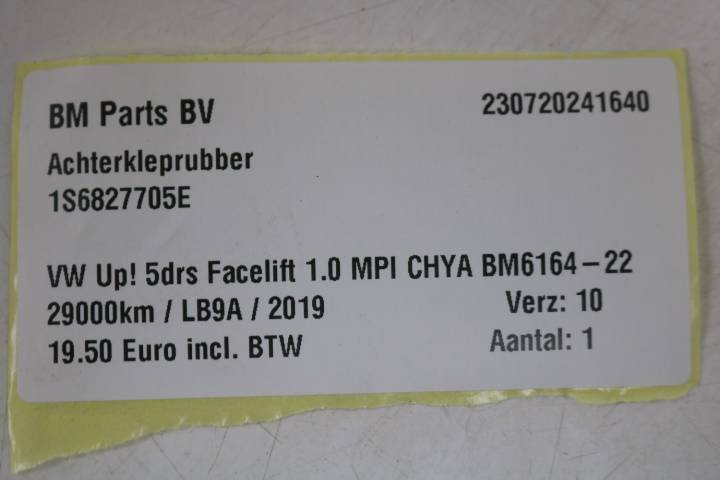 BM Parts BV 230720241640
Achterkleprubber
1S6827705E
VW Up! 5drs Facelift 1.0 MPI CHYA BM6164-22
29000km / LB9A / 2019 Verz: 10
19.50 Euro incl. BTW Aantal: 1